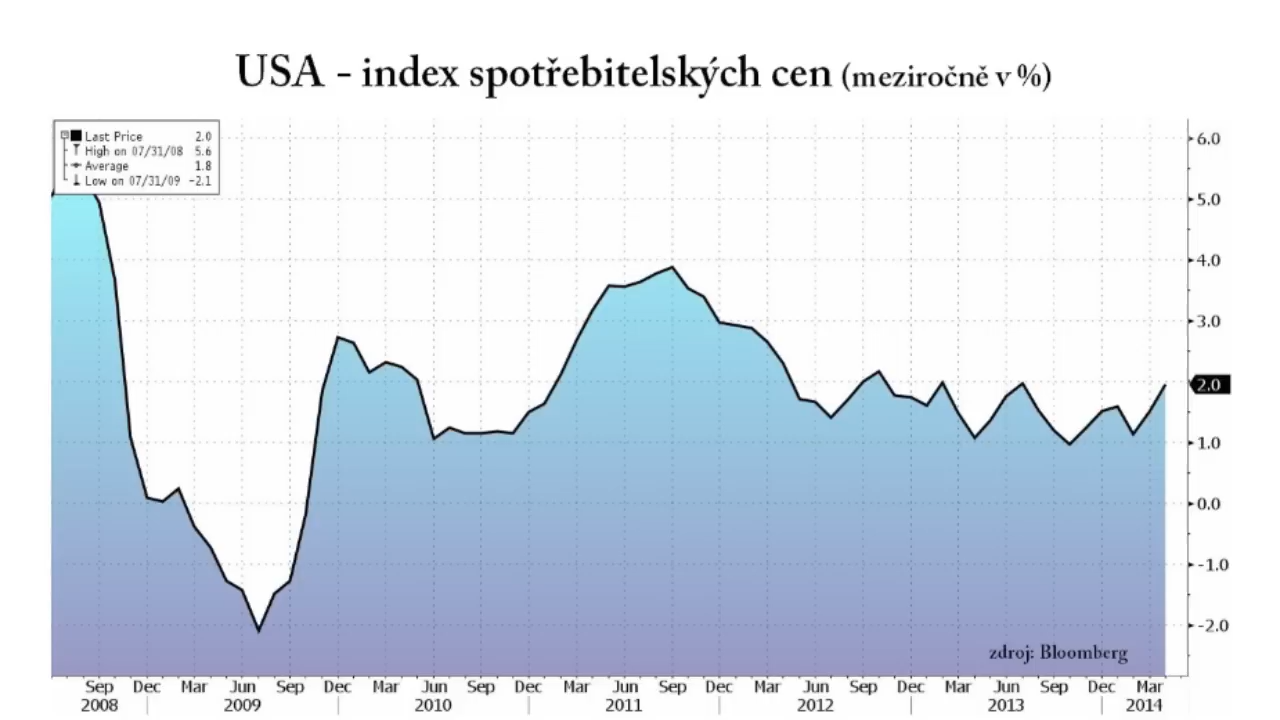 USA - index spotřebitelských cen (meziročně v %)
Last Price 2.0
High on 07/31/08 5.6
Average 1.8
Low on 07/31/09 -2.1
6.0
5.0
4.0
3.0
2.0
1.0
0.0
-1.0
-2.0
zdroj: Bloomberg
Sep Dec Mar Jun Sep Dec Mar Jun Sep Dec Mar Jun Sep Dec Mar Jun Sep Dec Mar Jun Sep Dec Mar
2008 2009 2010 2011 2012 2013 2014